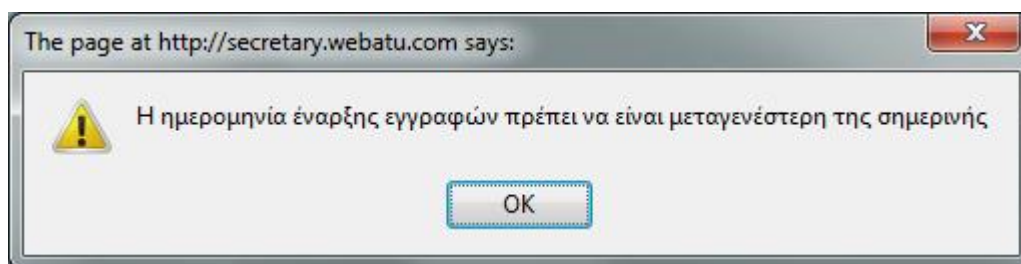 The page at http://secretary.webatu.com says:
Η ημερομηνία έναρξης εγγραφών πρέπει να είναι μεταγενέστερη της σημερινής
OK